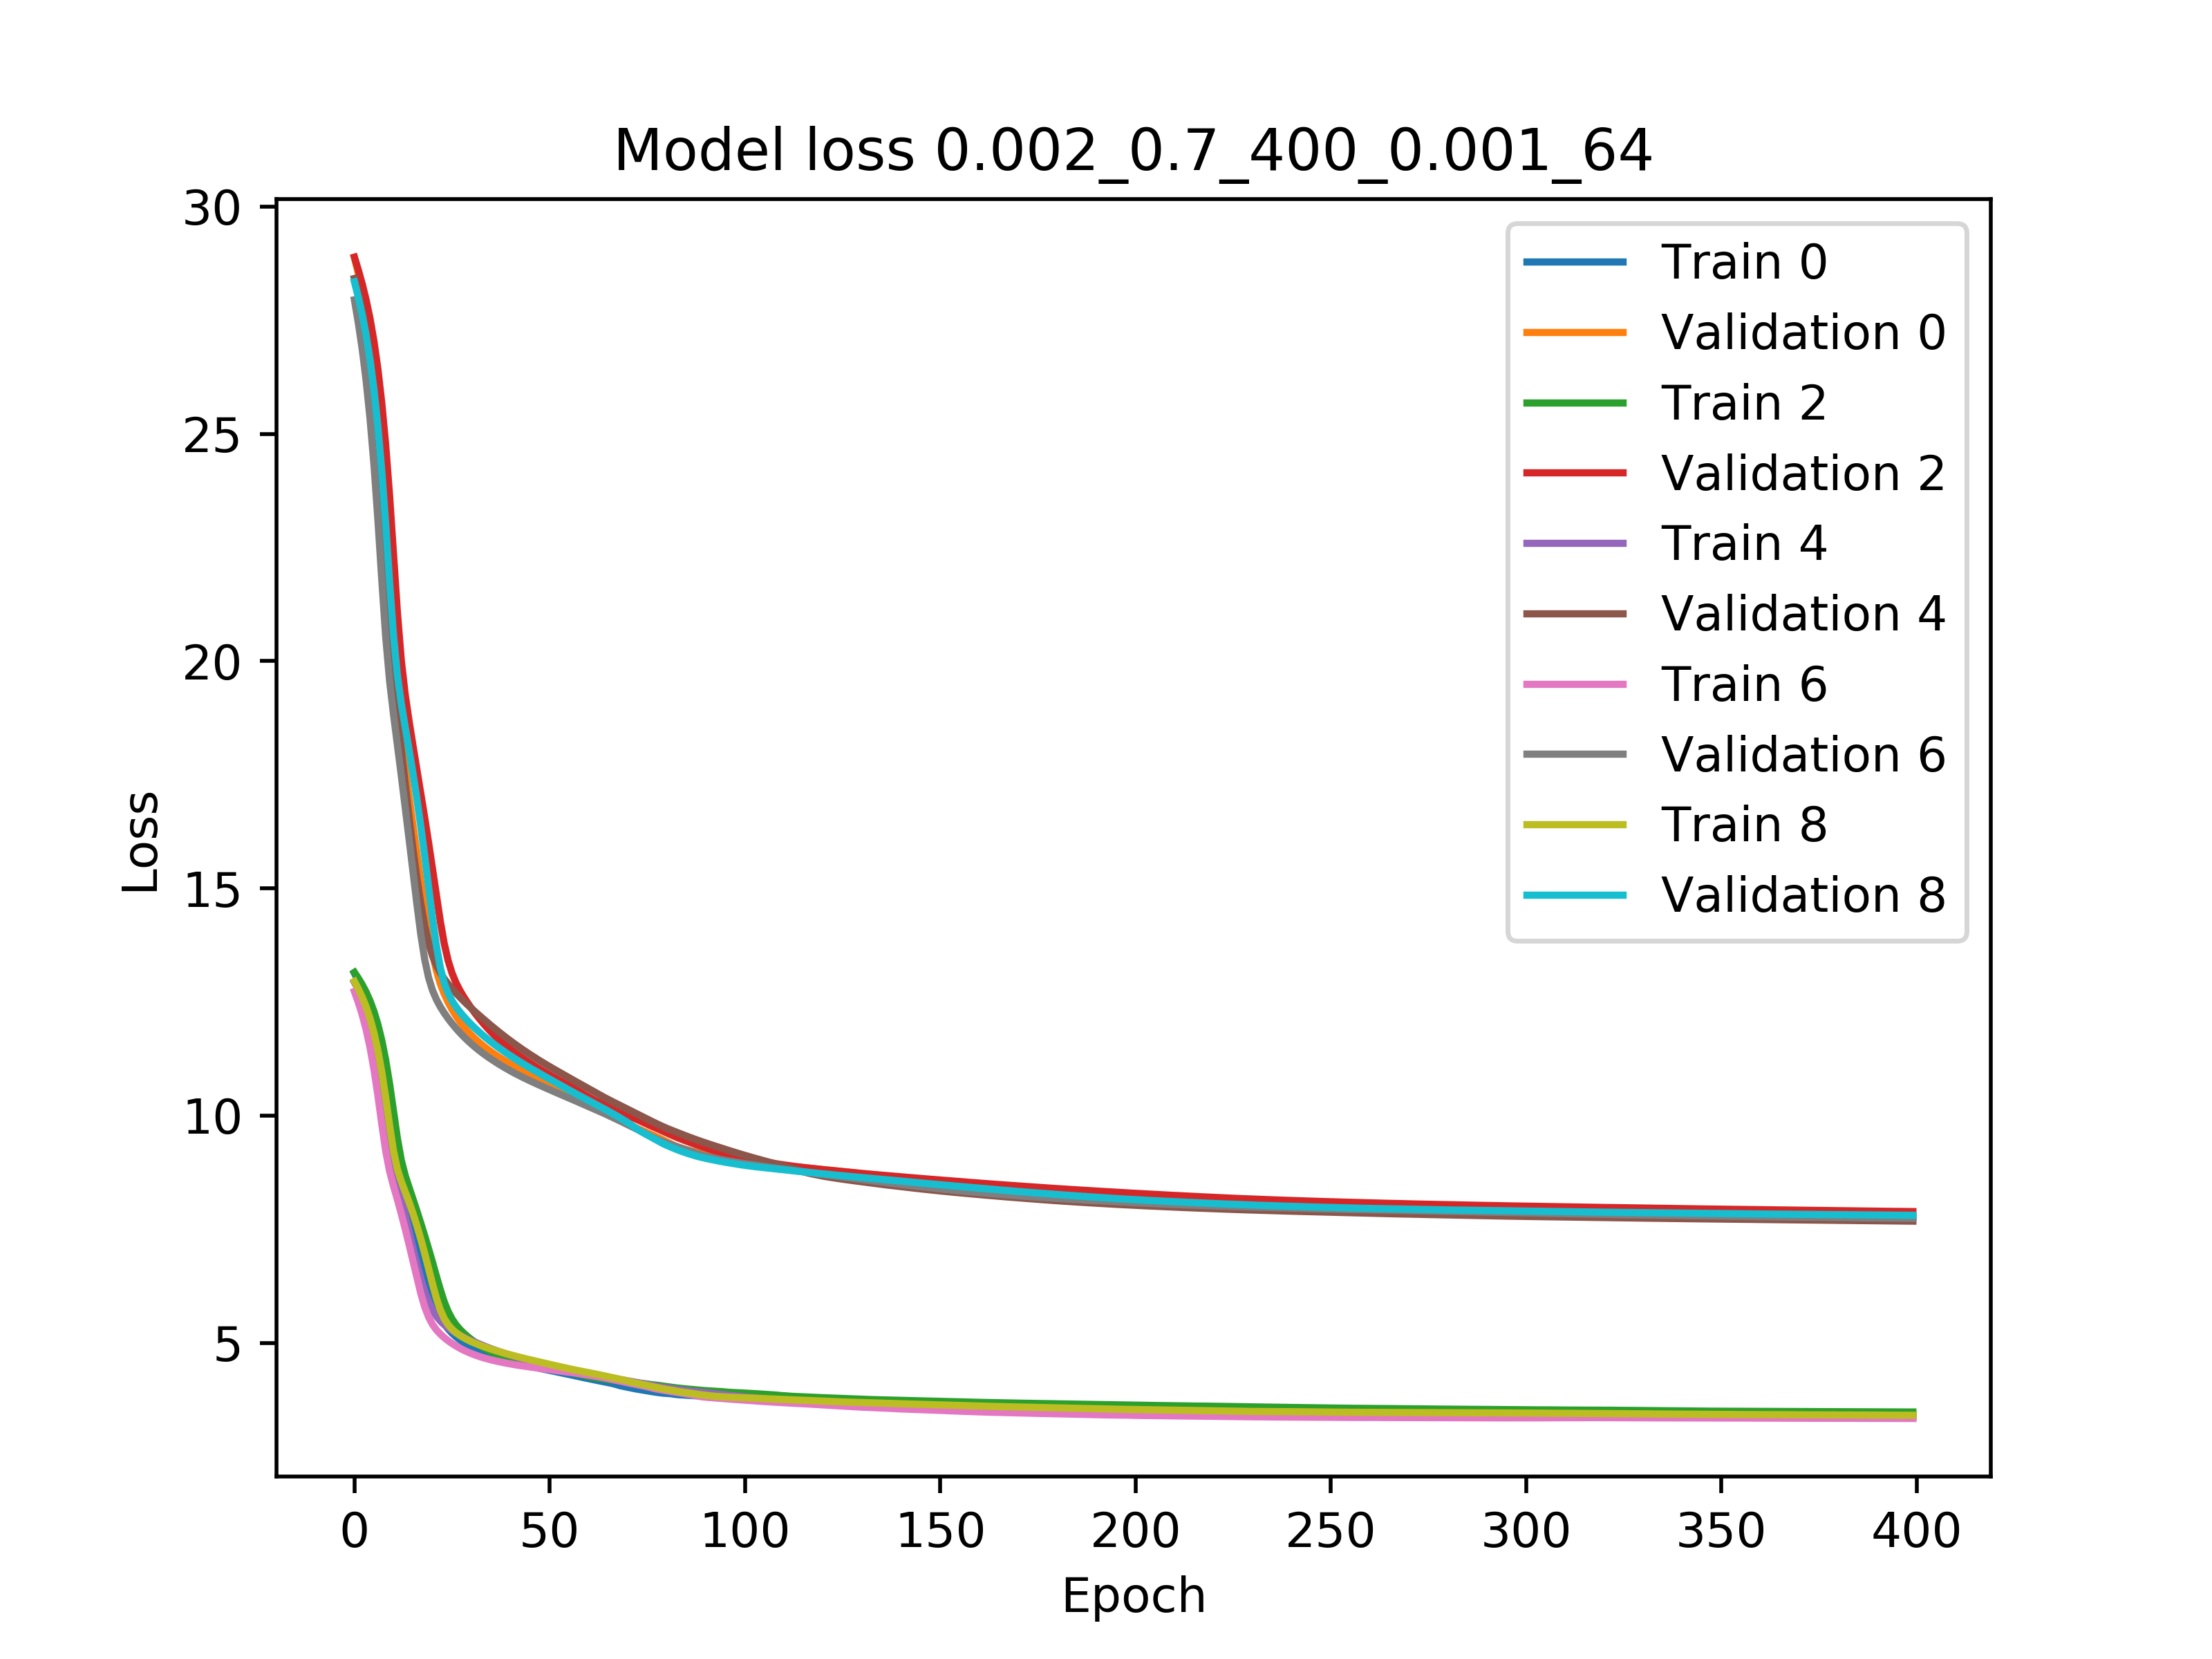 Model loss 0.002_0.7_400_0.001_64
30
25
20
15
10
5
Loss
Train 0
Validation 0
Train 2
Validation 2
Train 4
Validation 4
Train 6
Validation 6
Train 8
Validation 8
0 50 100 150 200 250 300 350 400
Epoch